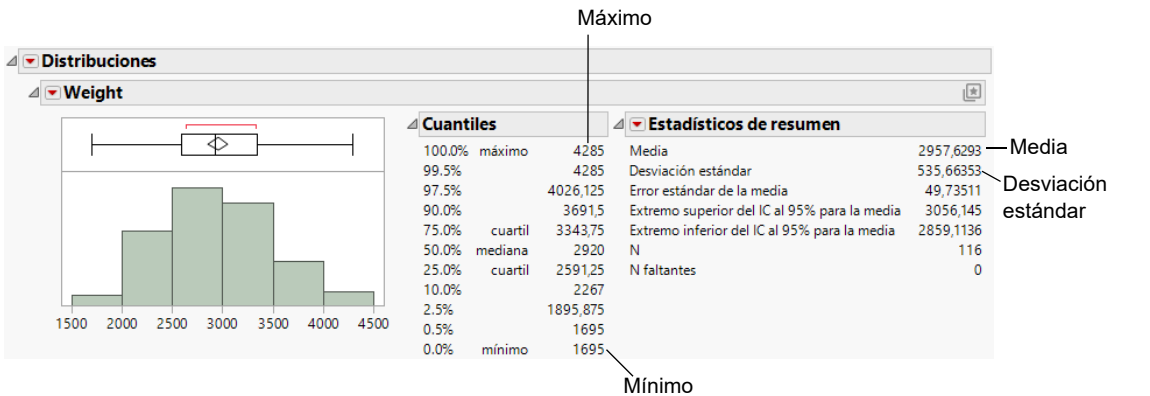 Máximo
Distribuciones
Weight
1500 2000 2500 3000 3500 4000 4500
Cuantiles
100.0% máximo 4285
99.5% 4285
97.5% 4026,125
90.0% 3691,5
75.0% cuartil 3343,75
50.0% mediana 2920
25.0% cuartil 2591,25
10.0% 2267
2.5% 1895,875
0.5% 1695
0.0% mínimo 1695
Mínimo
Estadísticos de resumen
Media 2957,6293
Desviación estándar 535,66353
Error estándar de la media 49,73511
Extremo superior del IC al 95% para la media 3056,145
Extremo inferior del IC al 95% para la media 2859,1136
N 116
N faltantes 0
Media
Desviación
estándar